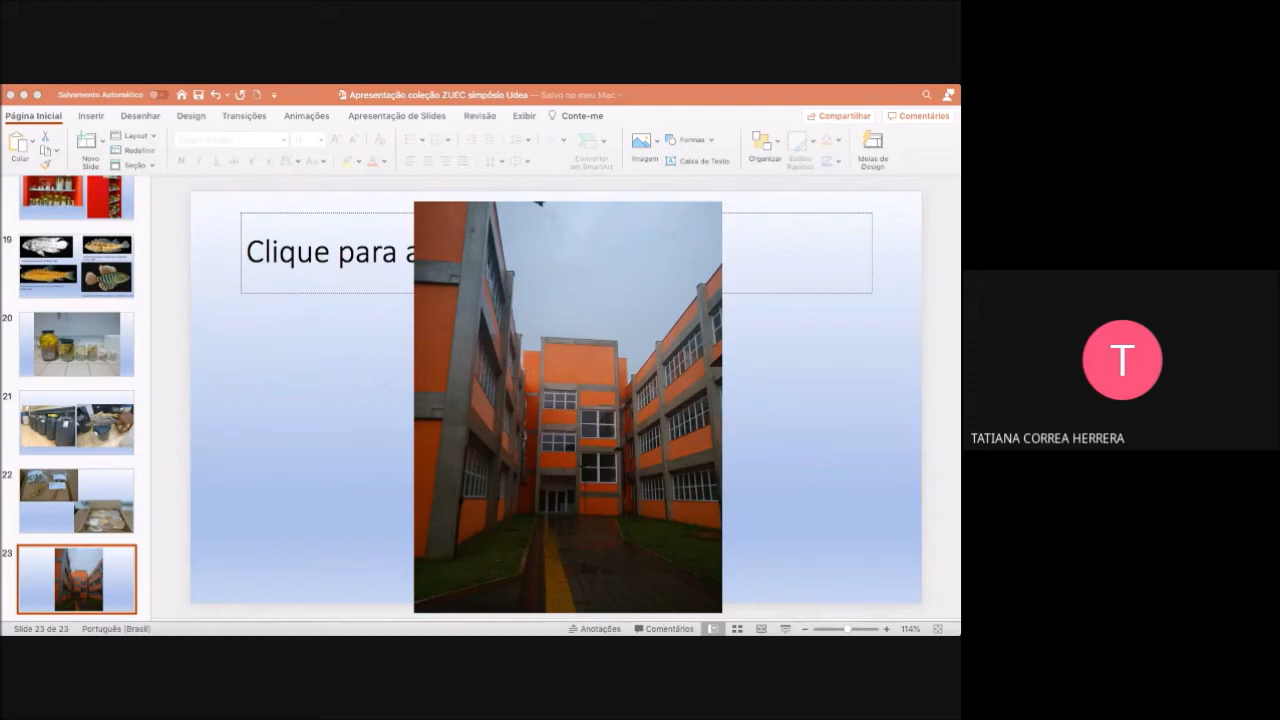 Salvamento Automático
Apresentação coleção ZUEC simpósio Udea — Salvo no meu Mac
Página Inicial Inserir Desenhar Design Transições Animações Apresentação de Slides Revisão Exibir Conte-me Compartilhar Comentários
Colar
Novo
Slide
Layout
Redefinir
Seção
Converter
em SmartArt
Imagem
Formas
Caixa de Texto
Organizar
Estilos
Rápidos
Ideias de
Design
19
20
21
22
23
Clique para a
T
TATIANA CORREA HERRERA
Slide 23 de 23 Português (Brasil) Anotações Comentários 114%